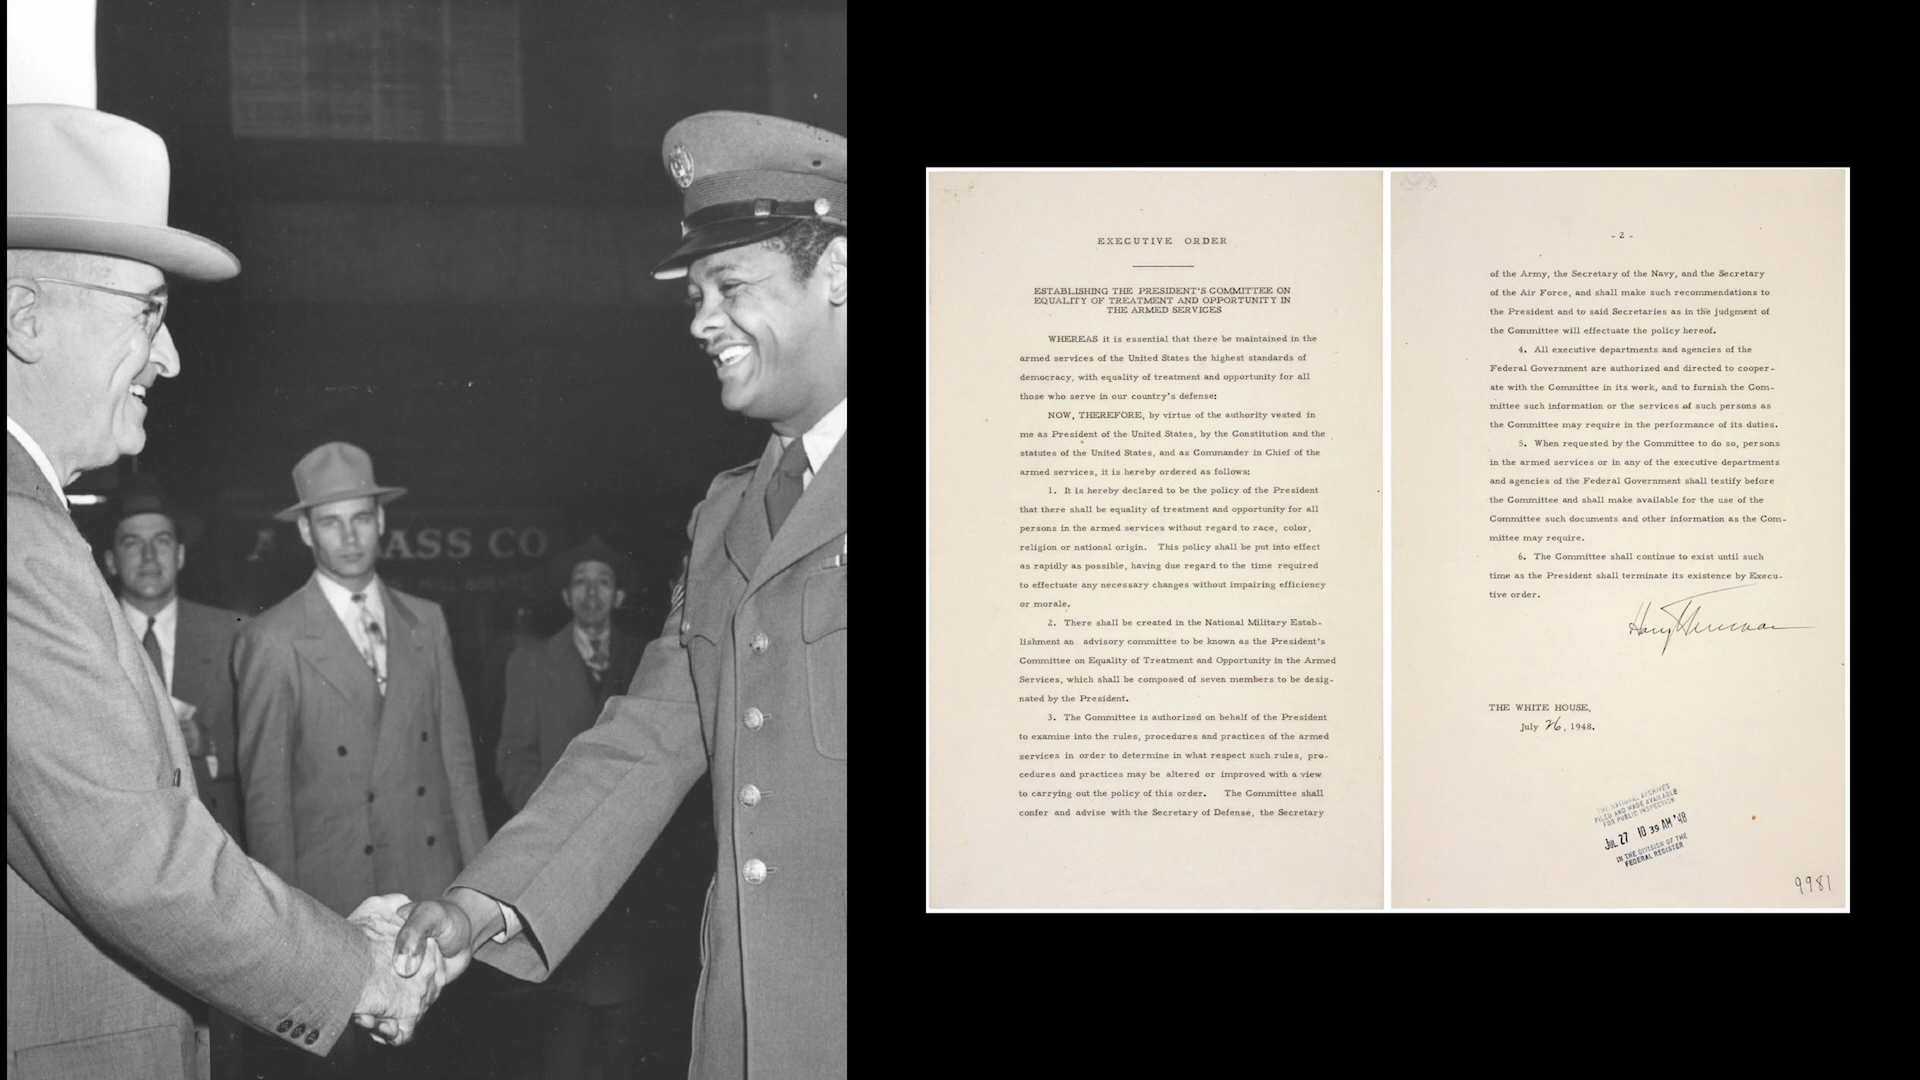 ASS CO
EXECUTIVE ORDER
ESTABLISHING THE PRESIDENT'S COMMITTEE ON
EQUALITY OF TREATMENT AND OPPORTUNITY IN
THE ARMED SERVICES
WHEREAS it is essential that there be maintained in the
armed services of the United States the highest standards of
democracy, with equality of treatment and opportunity for all
those who serve in our country's defense:
NOW, THEREFORE, by virtue of the authority vested in
me as President of the United States, by the Constitution and the
statutes of the United States, and as Commander in Chief of the
armed services, it is hereby ordered as follows:
1. It is hereby declared to be the policy of the President
that there shall be equality of treatment and opportunity for all
persons in the armed services without regard to race, color,
religion or national origin. This policy shall be put into effect
as rapidly as possible, having due regard to the time required
to effectuate any necessary changes without impairing efficiency
or morale.
2. There shall be created in the National Military Estab-
lishment an advisory committee to be known as the President's
Committee on Equality of Treatment and Opportunity in the Armed
Services, which shall be composed of seven members to be desig-
nated by the President.
3. The Committee is authorized on behalf of the President
to examine into the rules, procedures and practices of the armed
services in order to determine in what respect such rules, pro-
cedures and practices may be altered or improved with a view
to carrying out the policy of this order. The Committee shall
confer and advise with the Secretary of Defense, the Secretary
- 2 -
of the Army, the Secretary of the Navy, and the Secretary
of the Air Force, and shall make such recommendations to
the President and to said Secretaries as in the judgment of
the Committee will effectuate the policy hereof.
4. All executive departments and agencies of the
Federal Government are authorized and directed to cooper-
ate with the Committee in its work, and to furnish the Com-
mittee such information or the services of such persons as
the Committee may require in the performance of its duties.
5. When requested by the Committee to do so, persons
in the armed services or in any of the executive departments
and agencies of the Federal Government shall testify before
the Committee and shall make available for the use of the
Committee such documents and other information as the Com-
mittee may require.
6. The Committee shall continue to exist until such
time as the President shall terminate its existence by Execu-
tive order.
Harry Truman
THE WHITE HOUSE,
July 26, 1948.
THE NATIONAL ARCHIVES
FILED AND MADE AVAILABLE
FOR PUBLIC INSPECTION
JUL 27 10 39 AM '48
IN THE DIVISION OF THE
FEDERAL REGISTER
9981